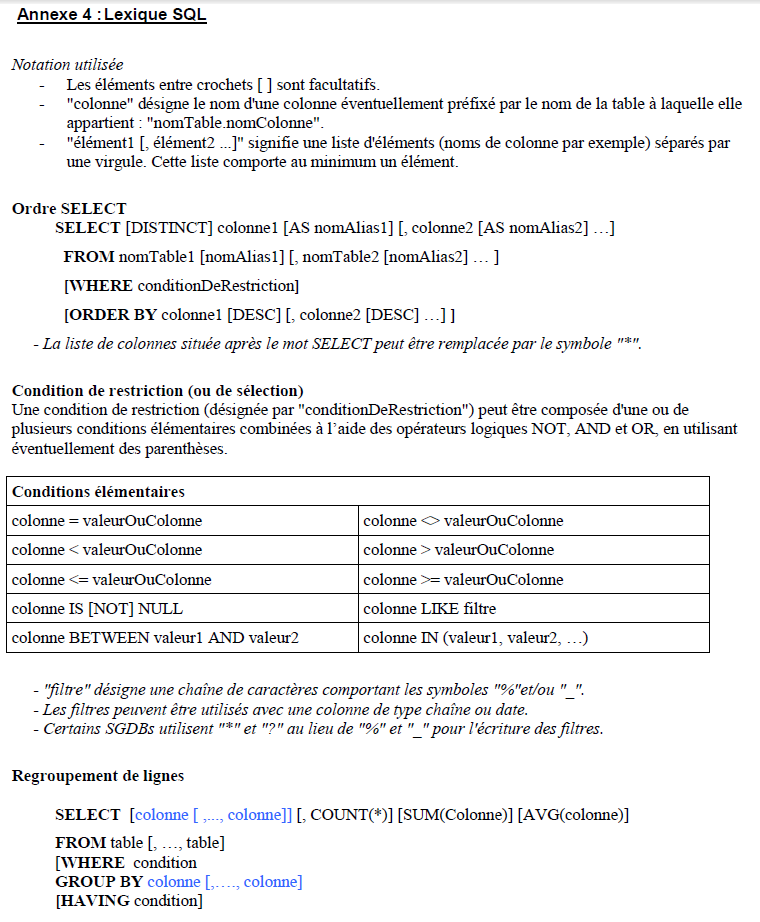 Annexe 4 : Lexique SQL
Notation utilisée
- Les éléments entre crochets [ ] sont facultatifs.
- "colonne" désigne le nom d'une colonne éventuellement préfixé par le nom de la table à laquelle elle
appartient : "nomTable.nomColonne".
- "élément1 [, élément2 ...]" signifie une liste d'éléments (noms de colonne par exemple) séparés par
une virgule. Cette liste comporte au minimum un élément.
Ordre SELECT
SELECT [DISTINCT] colonne1 [AS nomAlias1] [, colonne2 [AS nomAlias2] …]
FROM nomTable1 [nomAlias1] [, nomTable2 [nomAlias2] … ]
[WHERE conditionDeRestriction]
[ORDER BY colonne1 [DESC] [, colonne2 [DESC] …] ]
- La liste de colonnes située après le mot SELECT peut être remplacée par le symbole "*".
Condition de restriction (ou de sélection)
Une condition de restriction (désignée par "conditionDeRestriction") peut être composée d'une ou de
plusieurs conditions élémentaires combinées à l'aide des opérateurs logiques NOT, AND et OR, en utilisant
éventuellement des parenthèses.
Conditions élémentaires
colonne = valeurOuColonne
colonne <> valeurOuColonne
colonne < valeurOuColonne
colonne > valeurOuColonne
colonne <= valeurOuColonne
colonne >= valeurOuColonne
colonne IS [NOT] NULL
colonne LIKE filtre
colonne BETWEEN valeur1 AND valeur2
colonne IN (valeur1, valeur2, …)
- "filtre" désigne une chaîne de caractères comportant les symboles "%"et/ou "_".
- Les filtres peuvent être utilisés avec une colonne de type chaîne ou date.
- Certains SGDBs utilisent "*" et "?" au lieu de "%" et "_" pour l'écriture des filtres.
Regroupement de lignes
SELECT [colonne [ ,..., colonne]] [, COUNT(*)] [SUM(Colonne)] [AVG(colonne)]
FROM table [, …, table]
[WHERE condition
GROUP BY colonne [,…., colonne]
[HAVING condition]